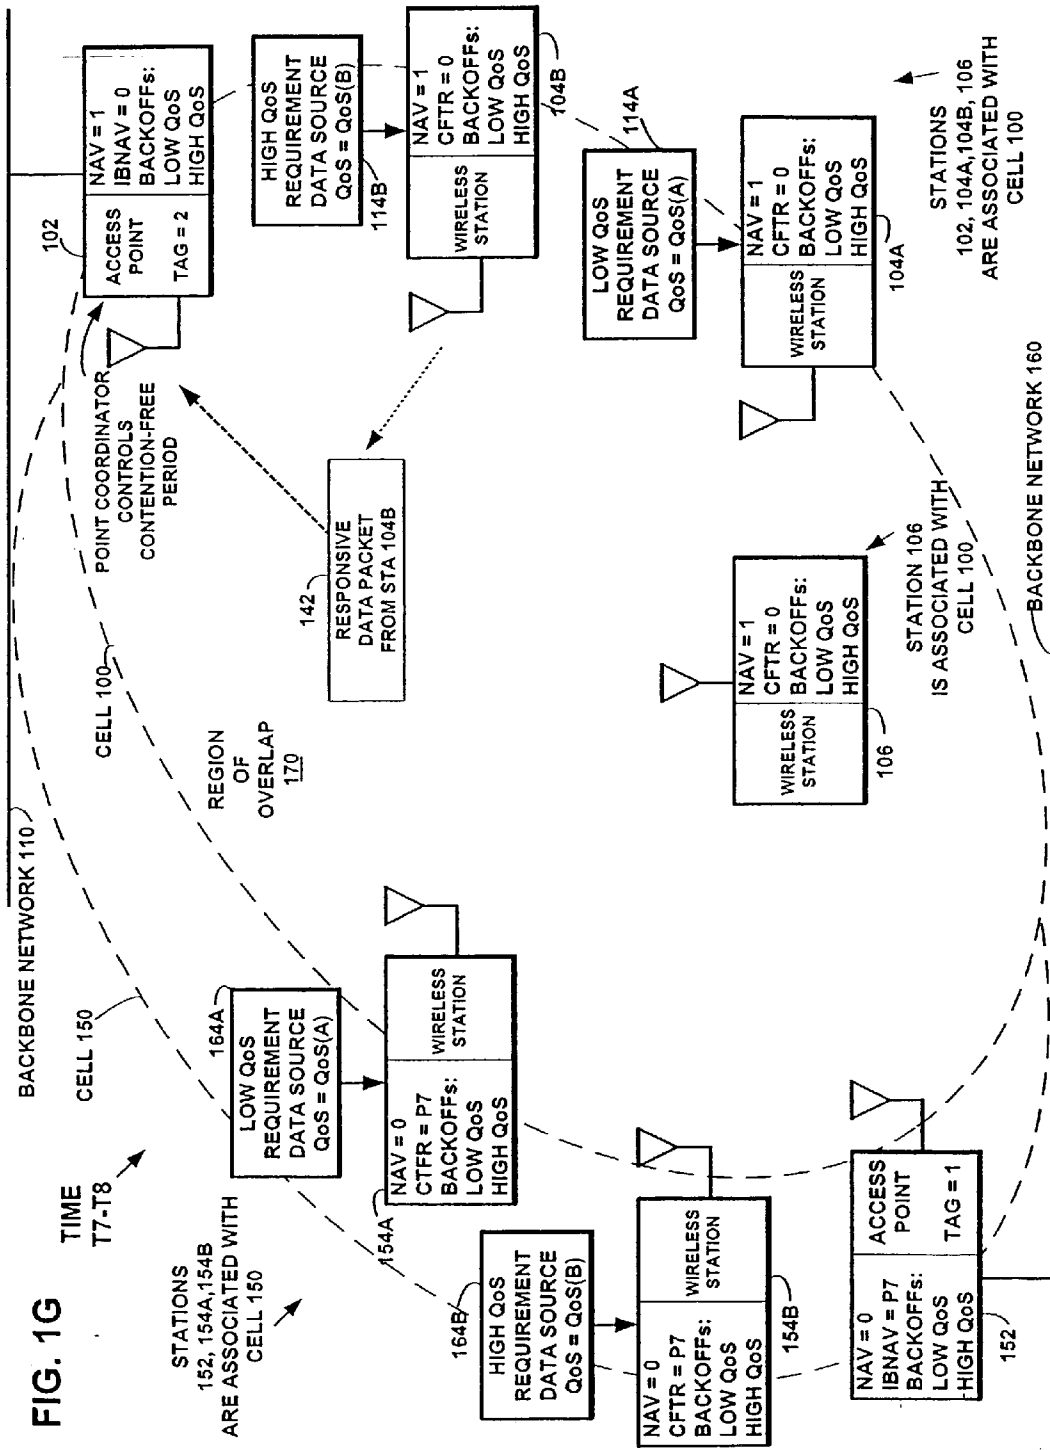 FIG. 1G
TIME
T7-T8
BACKBONE NETWORK 110
CELL 150
CELL 100
POINT COORDINATOR
CONTROLS
CONTENTION-FREE
PERIOD
102
ACCESS
POINT
TAG = 2
NAV = 1
IBNAV = 0
BACKOFFs:
LOW QoS
HIGH QoS
STATIONS
152, 154A,154B
ARE ASSOCIATED WITH
CELL 150
164A
LOW QoS
REQUIREMENT
DATA SOURCE
QoS = QoS(A)
REGION
OF
OVERLAP
170
142
RESPONSIVE
DATA PACKET
FROM STA 104B
HIGH QoS
REQUIREMENT
DATA SOURCE
QoS = QoS(B)
114B
154A
NAV = 0
CTFR = P7
BACKOFFs:
LOW QoS
HIGH QoS
WIRELESS
STATION
WIRELESS
STATION
NAV = 1
CFTR = 0
BACKOFFs:
LOW QoS
HIGH QoS
104B
164B
HIGH QoS
REQUIREMENT
DATA SOURCE
QoS = QoS(B)
LOW QoS
REQUIREMENT
DATA SOURCE
QoS = QoS(A)
114A
NAV = 0
CFTR = P7
BACKOFFs:
LOW QoS
HIGH QoS
WIRELESS
STATION
154B
WIRELESS
STATION
NAV = 1
CFTR = 0
BACKOFFs:
LOW QoS
HIGH QoS
106
WIRELESS
STATION
NAV = 1
CFTR = 0
BACKOFFs:
LOW QoS
HIGH QoS
104A
NAV = 0
IBNAV = P7
BACKOFFs:
LOW QoS
HIGH QoS
ACCESS
POINT
TAG = 1
152
STATION 106
IS ASSOCIATED WITH
CELL 100
STATIONS
102, 104A,104B, 106
ARE ASSOCIATED WITH
CELL 100
BACKBONE NETWORK 160